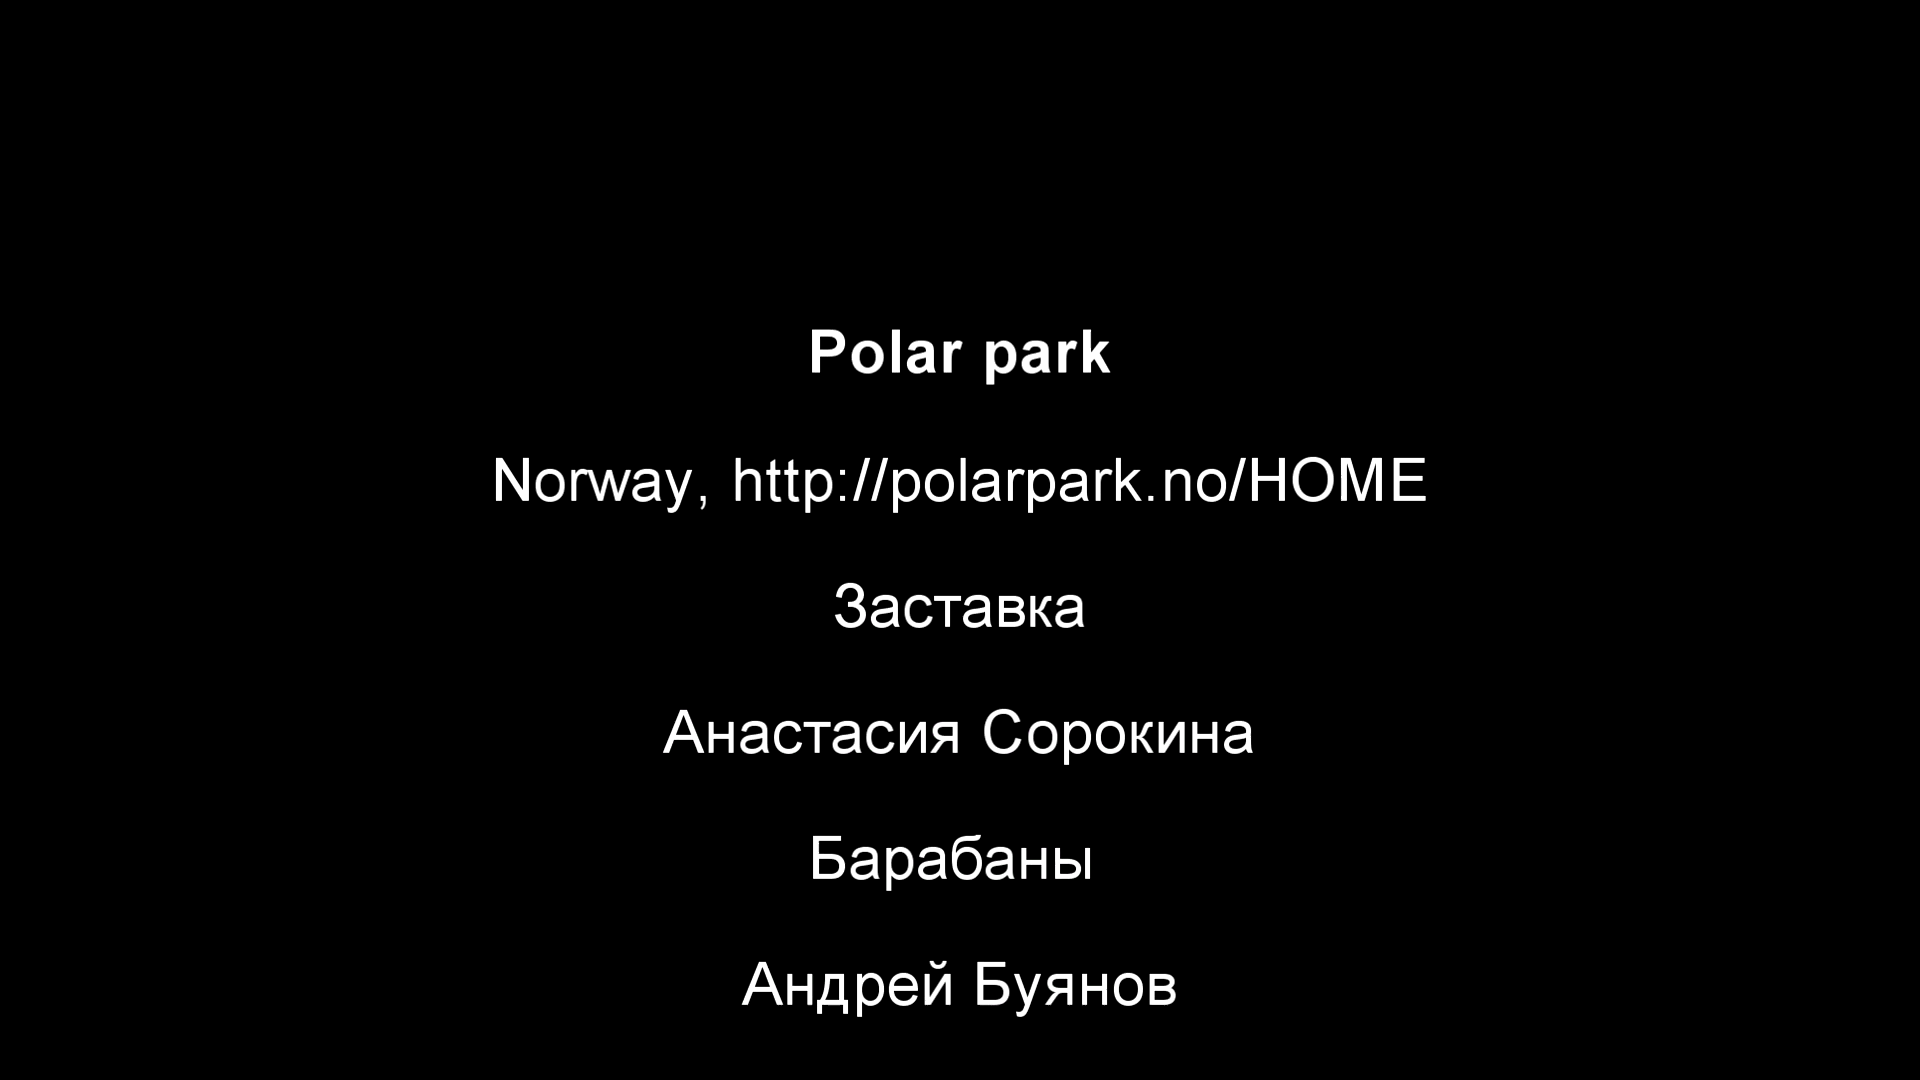 Polar park
Norway, http://polarpark.no/HOME
Заставка
Анастасия Сорокина
Барабаны
Андрей Буянов